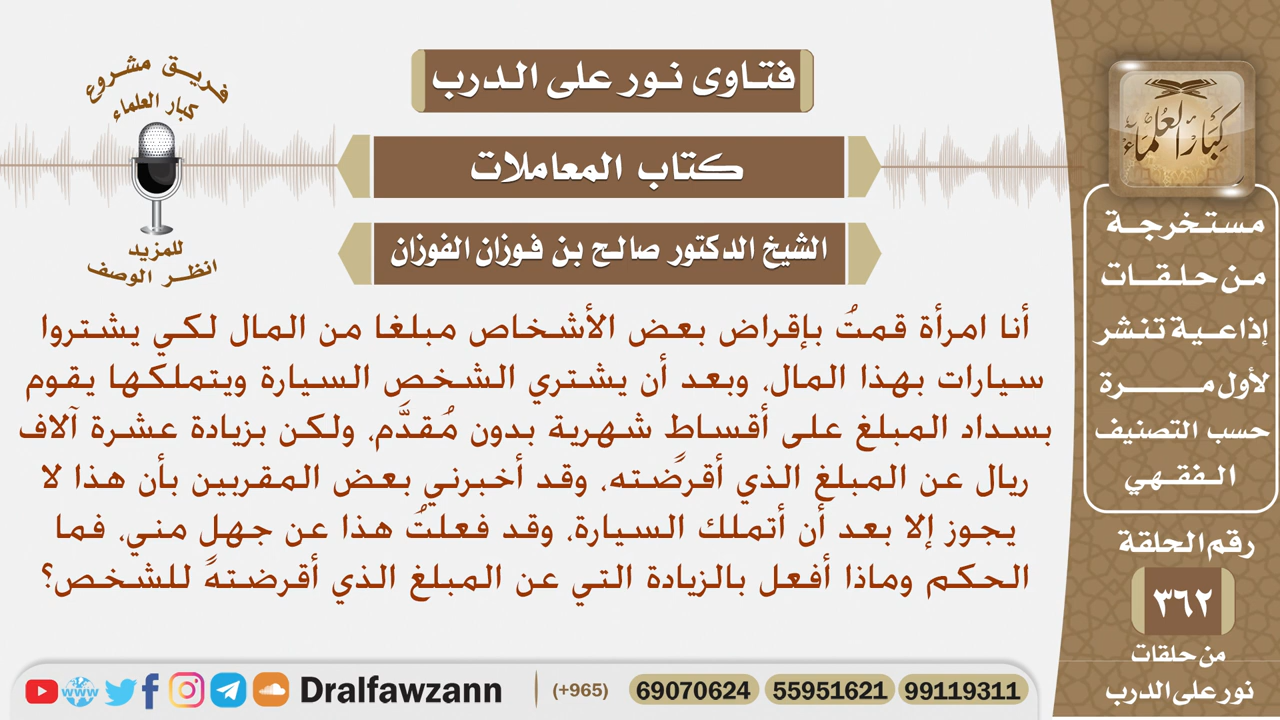 فتاوى نور على الدرب
كتاب المعاملات
الشيخ الدكتور صالح بن فوزان الفوزان
فريق مشروع
كبار العلماء
للمزيد
انظر الوصف
أنا امرأة قمتُ بإقراض بعض الأشخاص مبلغا من المال لكي يشتروا
سيارات بهذا المال، وبعد أن يشتري الشخص السيارة ويتملكها يقوم
بسداد المبلغ على أقساطٍ شهرية بدون مُقدَّم، ولكن بزيادة عشرة آلاف
ريال عن المبلغ الذي أقرضته، وقد أخبرني بعض المقربين بأن هذا لا
يجوز إلا بعد أن أتملك السيارة، وقد فعلتُ هذا عن جهلٍ مني، فما
الحكم وماذا أفعل بالزيادة التي عن المبلغ الذي أقرضتهُ للشخص؟
كبار العلماء
مستخرجة
من حلقات
إذاعية تنشر
لأول مرة
حسب التصنيف
الفقهي
رقم الحلقة
٣٦٢
من حلقات
نور على الدرب
www Dralfawzann (+965) 69070624 55951621 99119311